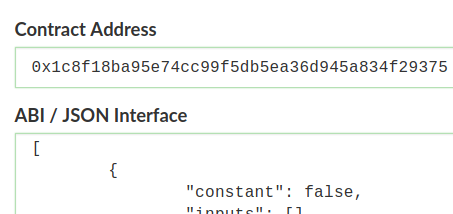 Contract Address
0x1c8f18ba95e74cc99f5db5ea36d945a834f29375
ABI / JSON Interface
[
{
"constant": false,
"inputs": [],